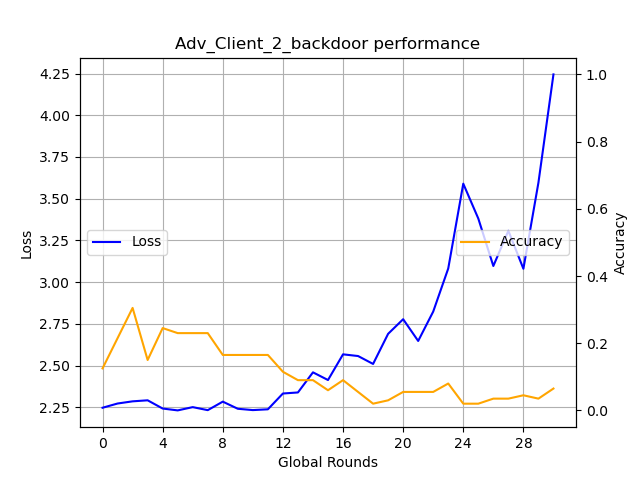 Adv_Client_2_backdoor performance
4.25
4.00
3.75
3.50
3.25
3.00
2.75
2.50
2.25
Loss
Loss
Accuracy
1.0
0.8
0.6
0.4
0.2
0.0
Accuracy
0 4 8 12 16 20 24 28
Global Rounds